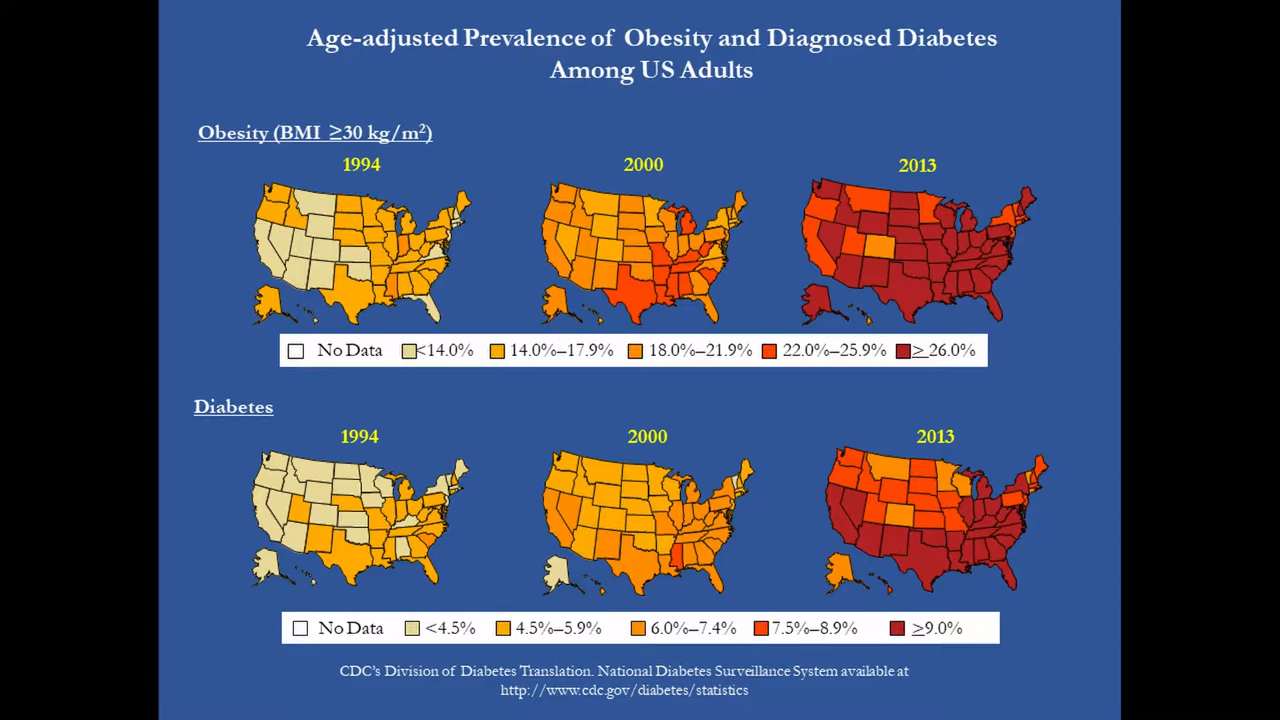 Age-adjusted Prevalence of Obesity and Diagnosed Diabetes
Among US Adults
Obesity (BMI ≥30 kg/m²)
1994
2000
2013
No Data <14.0% 14.0%–17.9% 18.0%–21.9% 22.0%–25.9% ≥ 26.0%
Diabetes
1994
2000
2013
No Data <4.5% 4.5%–5.9% 6.0%–7.4% 7.5%–8.9% ≥9.0%
CDC's Division of Diabetes Translation. National Diabetes Surveillance System available at
http://www.cdc.gov/diabetes/statistics